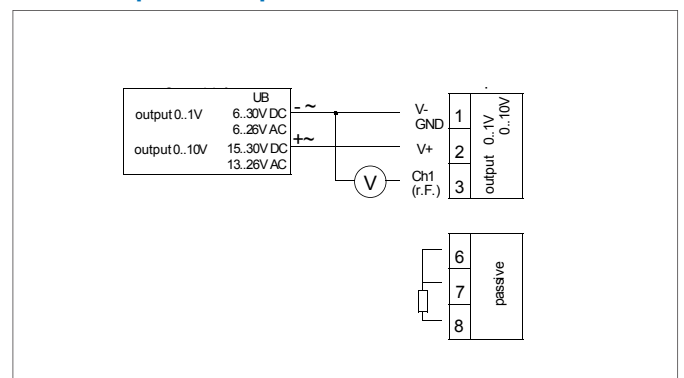 UB
output 0..1V 6..30V DC
6..26V AC
output 0..10V 15..30V DC
13..26V AC
- ~
+~
V
V-
GND
V+
Ch1
(r.F.)
1
2
3
output 0..1V
0..10V
6
7
8
passive